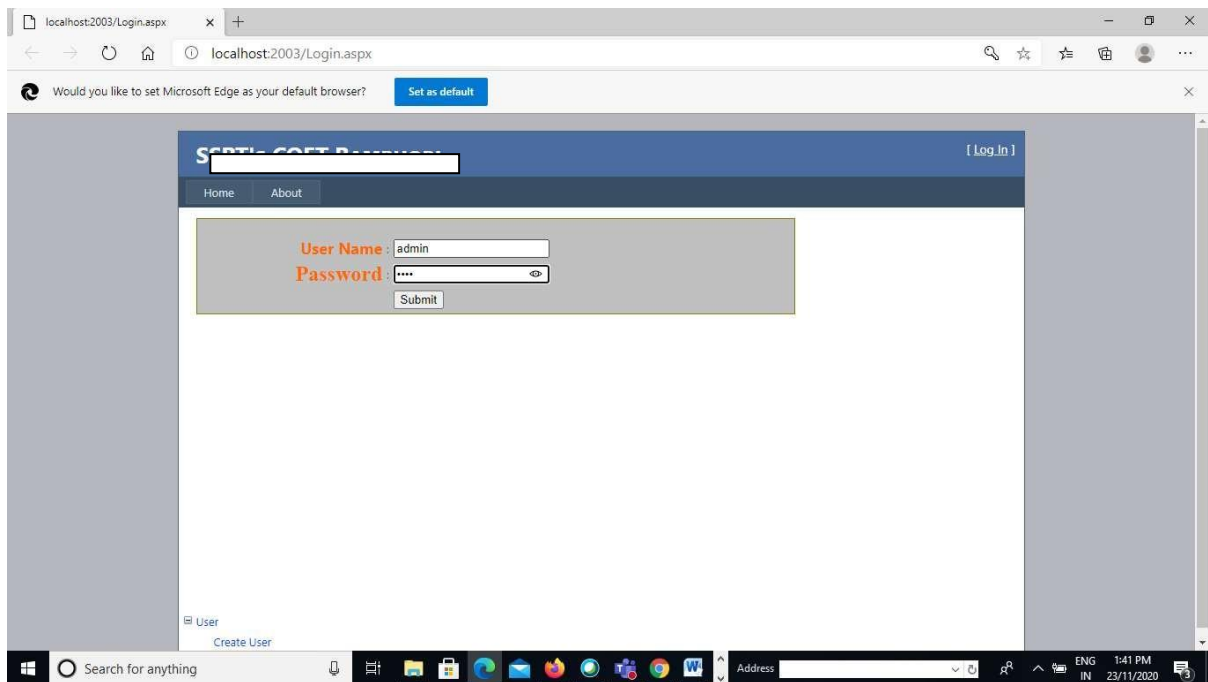 localhost:2003/Login.aspx
localhost:2003/Login.aspx
Would you like to set Microsoft Edge as your default browser? Set as default
[ Log In ]
Home About
User Name : admin
Password : ••••
Submit
User
Create User
Search for anything
Address
ENG 1:41 PM
IN 23/11/2020
3